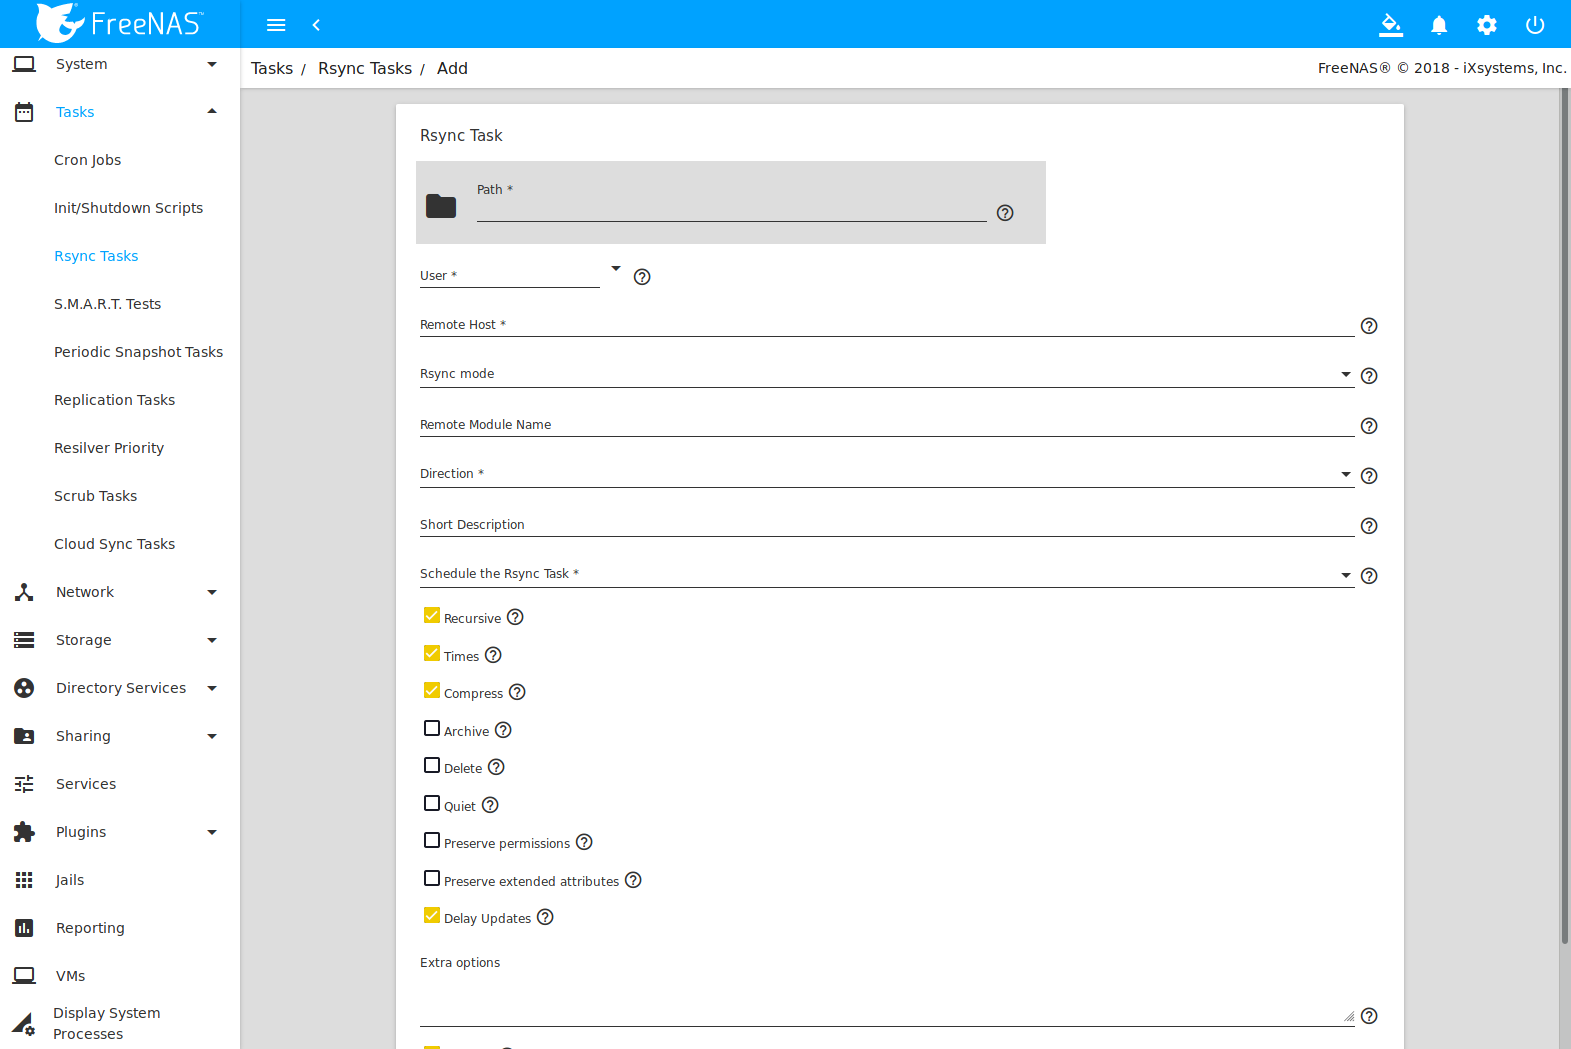 FreeNAS™
System
Tasks / Rsync Tasks / Add
FreeNAS® © 2018 - iXsystems, Inc.
Tasks
Cron Jobs
Init/Shutdown Scripts
Rsync Tasks
S.M.A.R.T. Tests
Periodic Snapshot Tasks
Replication Tasks
Resilver Priority
Scrub Tasks
Cloud Sync Tasks
Network
Storage
Directory Services
Sharing
Services
Plugins
Jails
Reporting
VMs
Display System
Processes
Rsync Task
Path *
User *
Remote Host *
Rsync mode
Remote Module Name
Direction *
Short Description
Schedule the Rsync Task *
Recursive
Times
Compress
Archive
Delete
Quiet
Preserve permissions
Preserve extended attributes
Delay Updates
Extra options